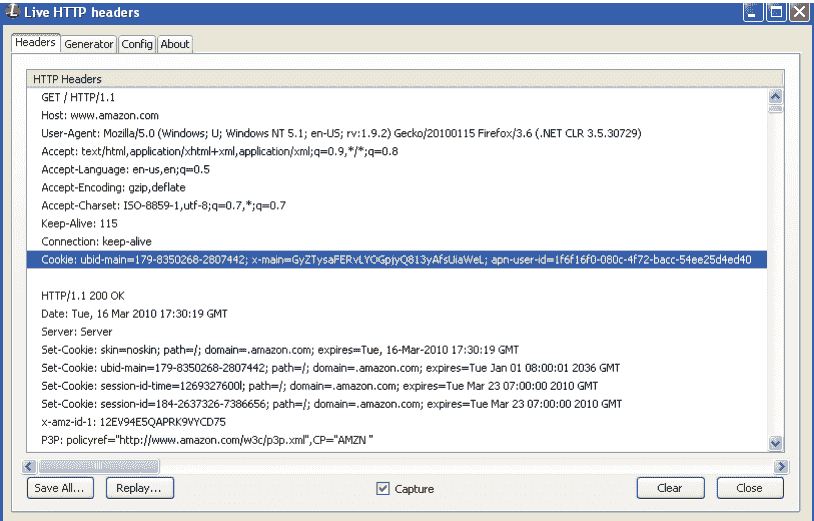 Live HTTP headers
Headers Generator Config About
HTTP Headers
GET / HTTP/1.1
Host: www.amazon.com
User-Agent: Mozilla/5.0 (Windows; U; Windows NT 5.1; en-US; rv:1.9.2) Gecko/20100115 Firefox/3.6 (.NET CLR 3.5.30729)
Accept: text/html,application/xhtml+xml,application/xml;q=0.9,*/*;q=0.8
Accept-Language: en-us,en;q=0.5
Accept-Encoding: gzip,deflate
Accept-Charset: ISO-8859-1,utf-8;q=0.7,*;q=0.7
Keep-Alive: 115
Connection: keep-alive
Cookie: ubid-main=179-8350268-2807442; x-main=GyZTysaFERvLYOGpjyQ813yAfsUiaWeL; apn-user-id=1f6f16f0-080c-4f72-bacc-54ee25d4ed40
HTTP/1.1 200 OK
Date: Tue, 16 Mar 2010 17:30:19 GMT
Server: Server
Set-Cookie: skin=noskin; path=/; domain=.amazon.com; expires=Tue, 16-Mar-2010 17:30:19 GMT
Set-Cookie: ubid-main=179-8350268-2807442; path=/; domain=.amazon.com; expires=Tue Jan 01 08:00:01 2036 GMT
Set-Cookie: session-id-time=1269327600l; path=/; domain=.amazon.com; expires=Tue Mar 23 07:00:00 2010 GMT
Set-Cookie: session-id=184-2637326-7386656; path=/; domain=.amazon.com; expires=Tue Mar 23 07:00:00 2010 GMT
x-amz-id-1: 12EV94E5QAPRK9VYCD75
P3P: policyref="http://www.amazon.com/w3c/p3p.xml",CP="AMZN "
Save All... Replay... Capture Clear Close